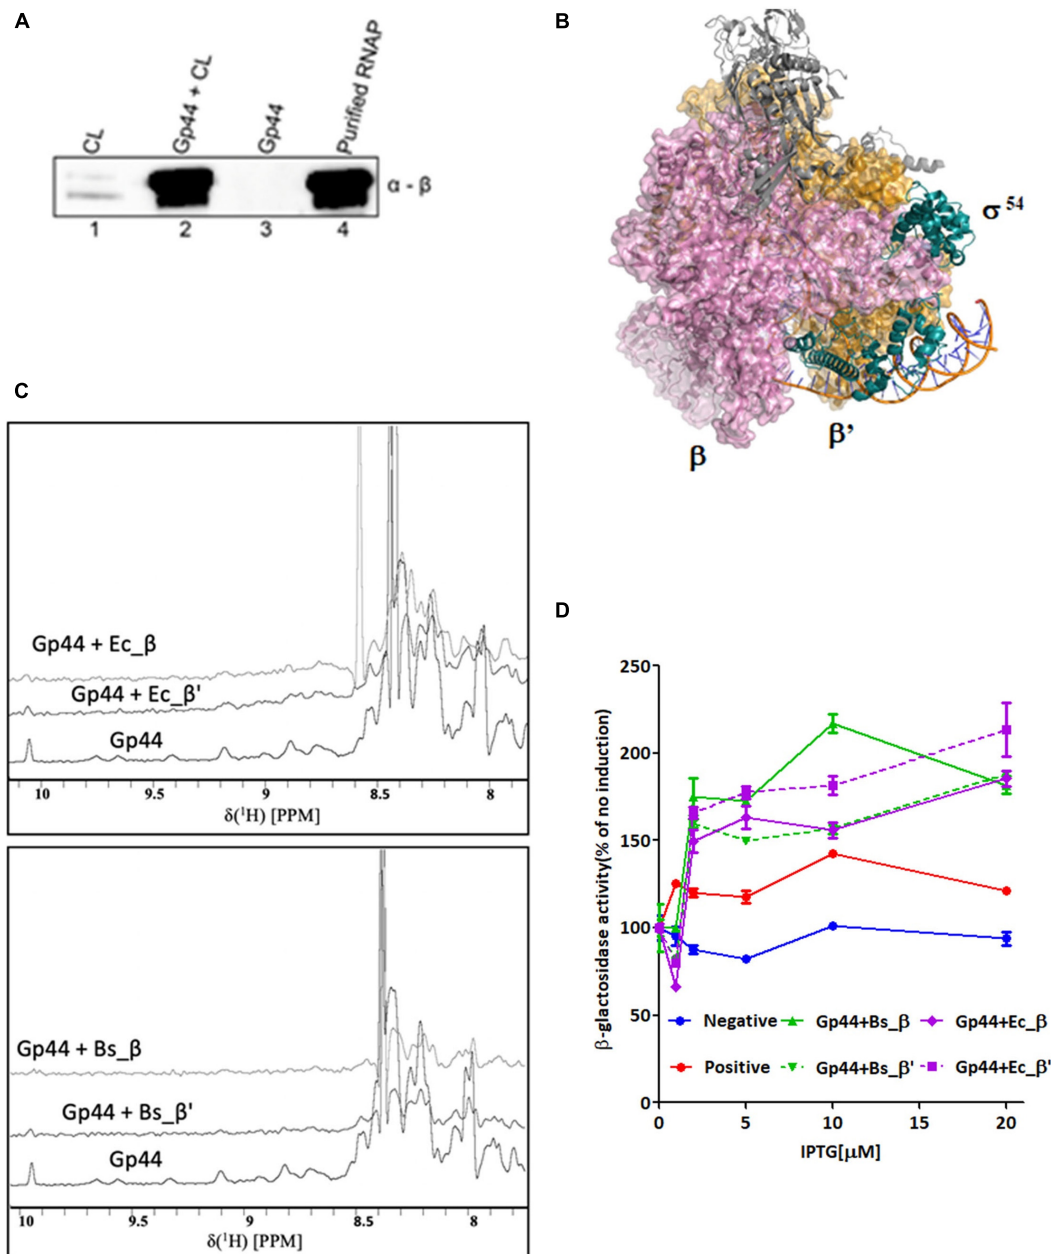 A
CL
Gp44 + CL
Gp44
Purified RNAP
α - β
1 2 3 4
B
σ 54
β'
β
C
Gp44 + Ec_β
Gp44 + Ec_β'
Gp44
10 9.5 9 8.5 8
δ(¹H) [PPM]
Gp44 + Bs_β
Gp44 + Bs_β'
Gp44
10 9.5 9 8.5 8
δ(¹H) [PPM]
D
β-glactosidase activity(% of no induction)
250
200
150
100
50
0
Negative Gp44+Bs_β Gp44+Ec_β
Positive Gp44+Bs_β' Gp44+Ec_β'
0 5 10 15 20
IPTG[μM]